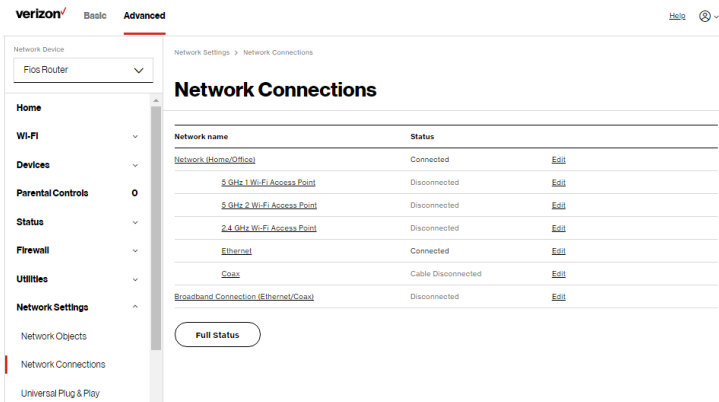 verizon✓ Basic Advanced Help
Network Device
Fios Router
Home
Wi-Fi
Devices
Parental Controls 0
Status
Firewall
Utilities
Network Settings
Network Objects
Network Connections
Universal Plug & Play
Network Settings > Network Connections
Network Connections
Network name Status
Network (Home/Office) Connected Edit
5 GHz 1 Wi-Fi Access Point Disconnected Edit
5 GHz 2 Wi-Fi Access Point Disconnected Edit
2.4 GHz Wi-Fi Access Point Disconnected Edit
Ethernet Connected Edit
Coax Cable Disconnected Edit
Broadband Connection (Ethernet/Coax) Disconnected Edit
Full Status